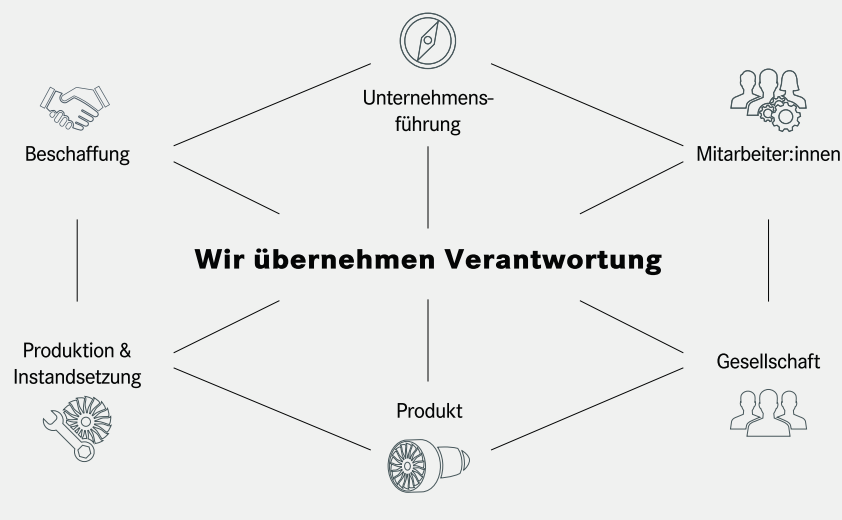 Unternehmens-
führung
Beschaffung
Mitarbeiter:innen
Wir übernehmen Verantwortung
Produktion &
Instandsetzung
Gesellschaft
Produkt